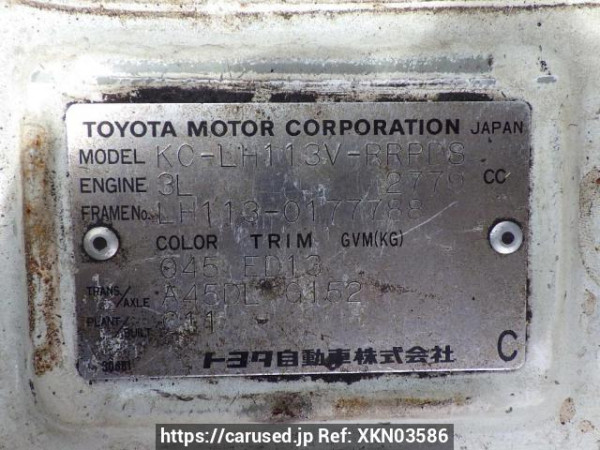 TOYOTA MOTOR CORPORATION JAPAN
MODEL KC-LH113V-RRPDS
ENGINE 3L 2779 CC
FRAME No. LH113-0177788
COLOR TRIM GVM(KG)
045 ED13
TRANS/AXLE A45DL G152
PLANT/BUILT C11
トヨタ自動車株式会社 C
https://carused.jp Ref: XKN03586